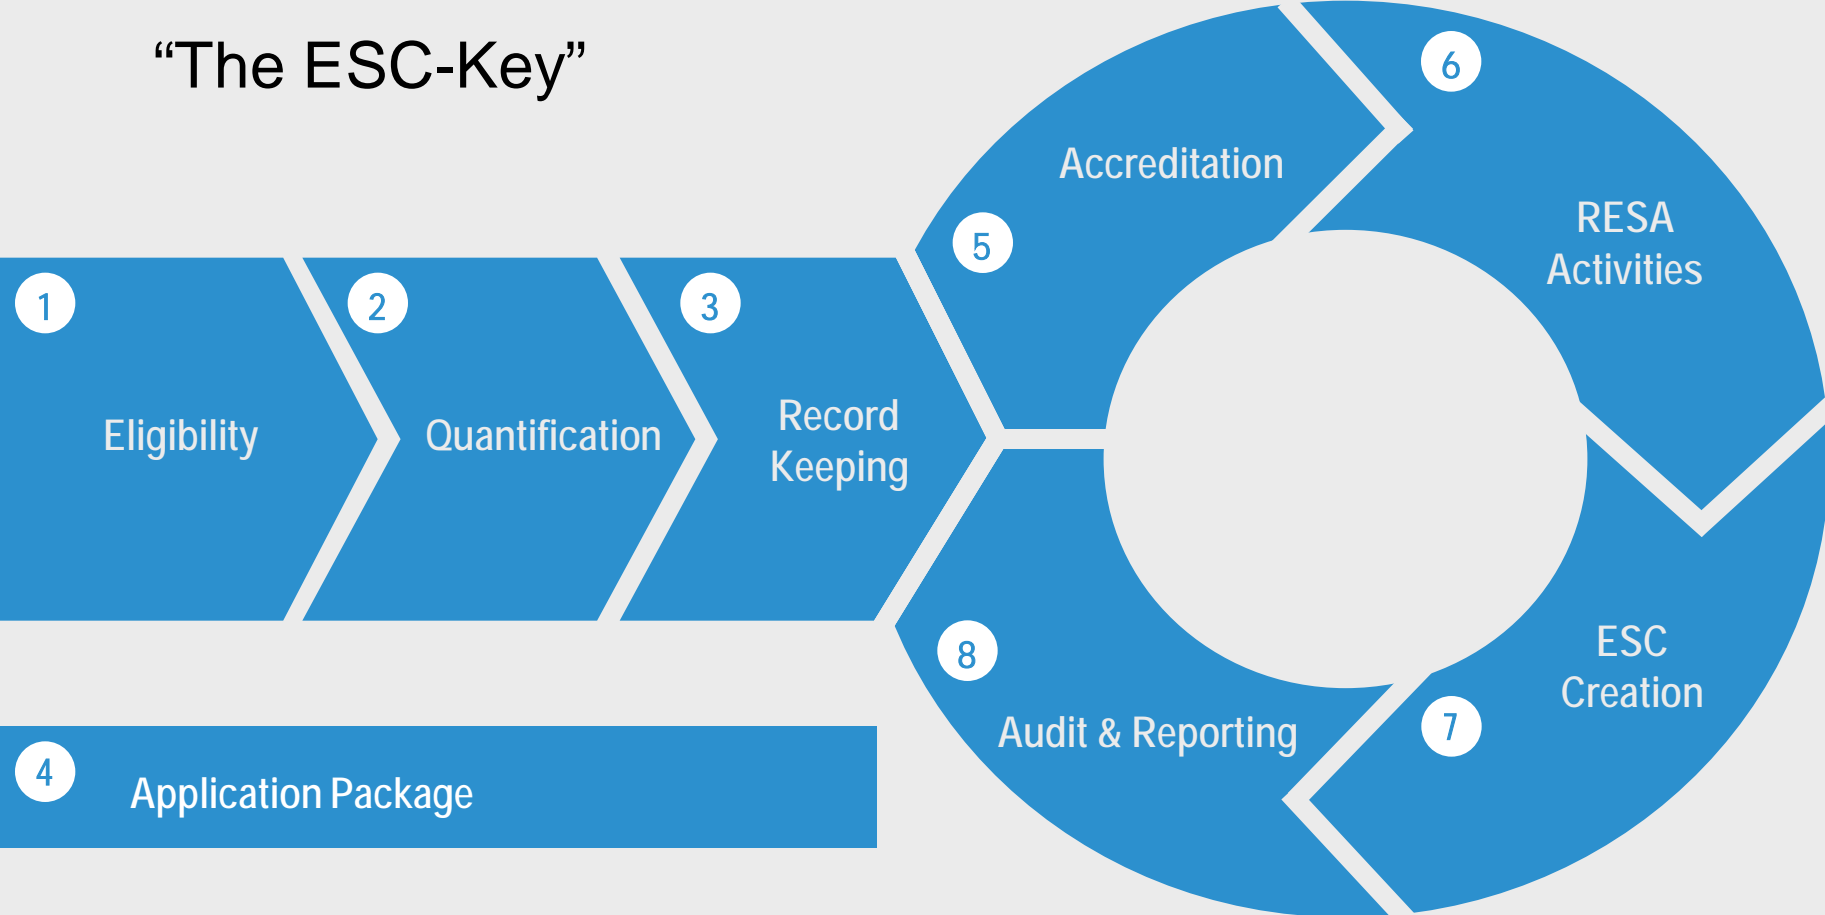 “The ESC-Key”
1
Eligibility
2
Quantification
3
Record
Keeping
4
Application Package
5
Accreditation
6
RESA
Activities
7
ESC
Creation
8
Audit & Reporting